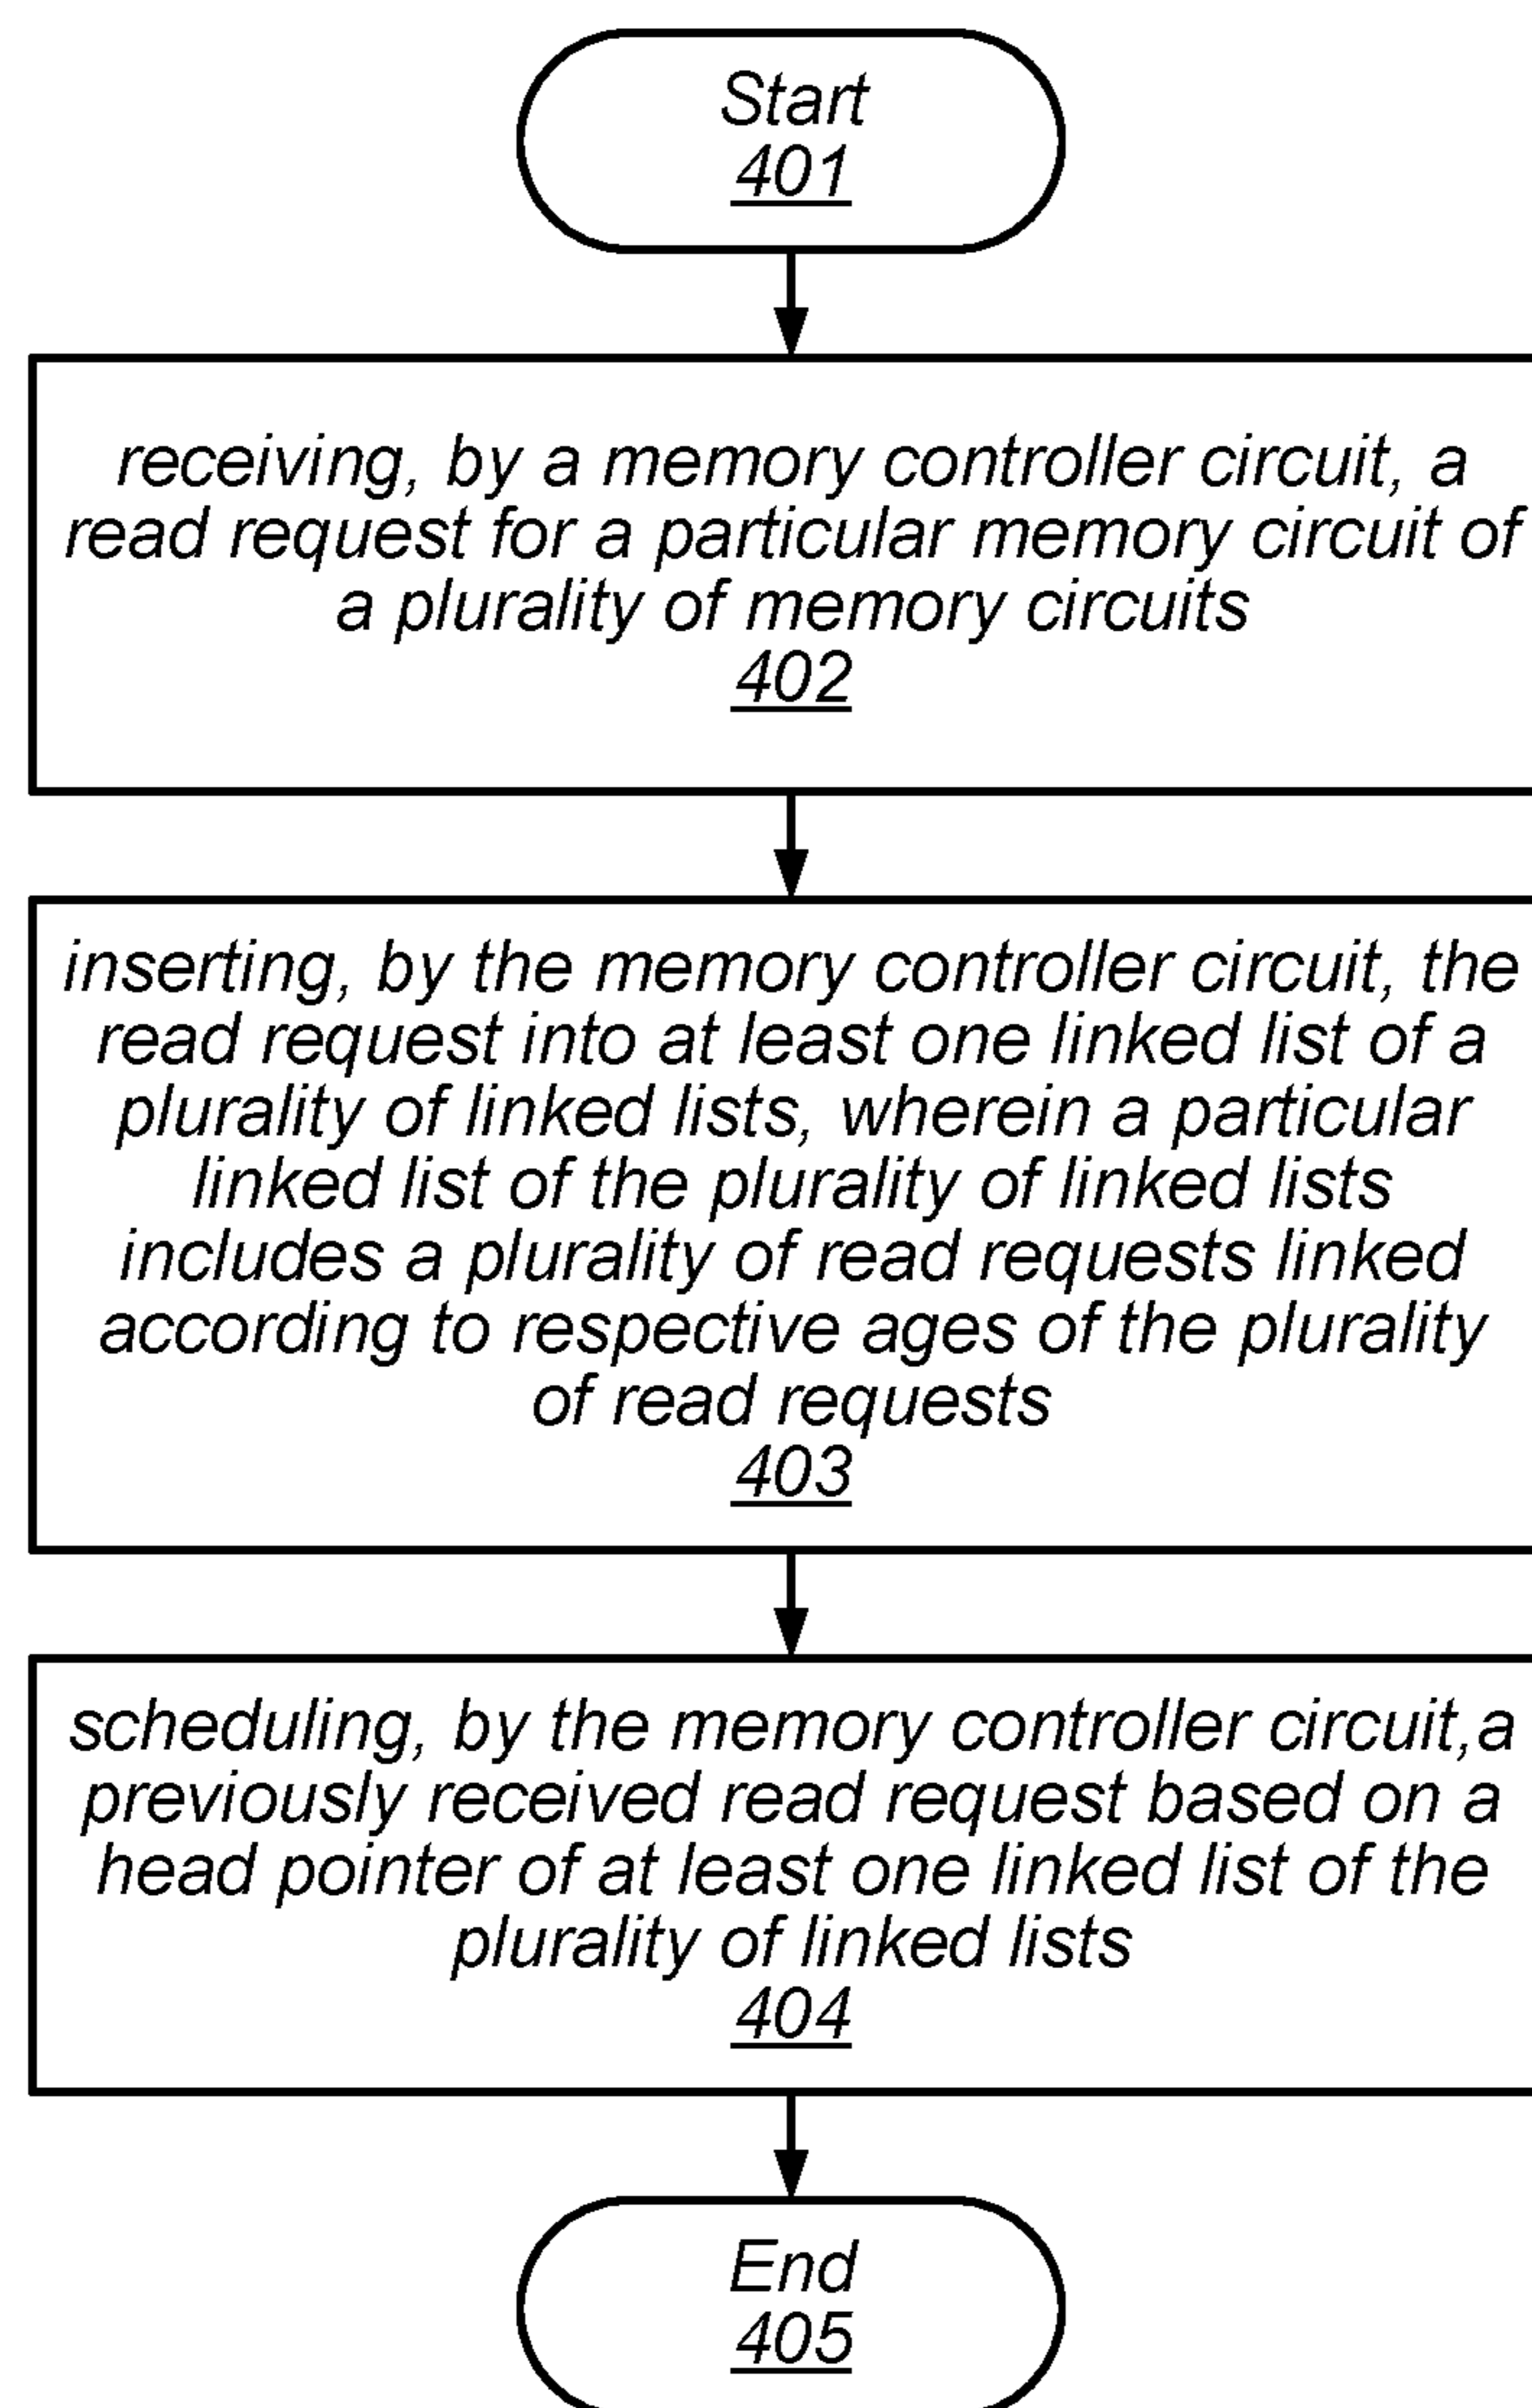 Start
401
receiving, by a memory controller circuit, a
read request for a particular memory circuit of
a plurality of memory circuits
402
inserting, by the memory controller circuit, the
read request into at least one linked list of a
plurality of linked lists, wherein a particular
linked list of the plurality of linked lists
includes a plurality of read requests linked
according to respective ages of the plurality
of read requests
403
scheduling, by the memory controller circuit,a
previously received read request based on a
head pointer of at least one linked list of the
plurality of linked lists
404
End
405